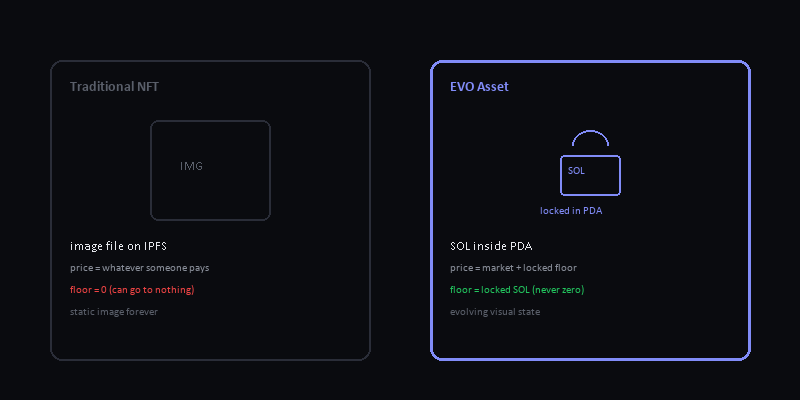 Traditional NFT
IMG
image file on IPFS
price = whatever someone pays
floor = 0 (can go to nothing)
static image forever
EVO Asset
SOL
locked in PDA
SOL inside PDA
price = market + locked floor
floor = locked SOL (never zero)
evolving visual state